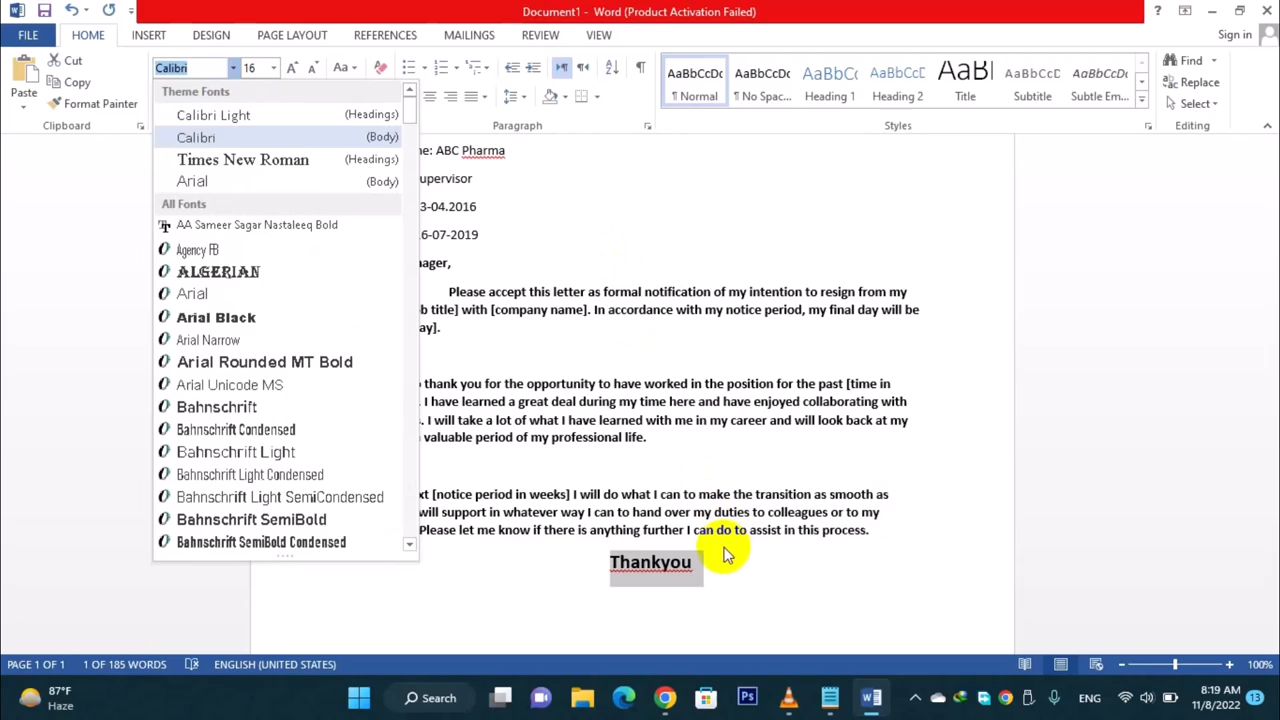 Document1 - Word (Product Activation Failed)
?
FILE HOME INSERT DESIGN PAGE LAYOUT REFERENCES MAILINGS REVIEW VIEW Sign in
Cut
Copy
Format Painter
Paste
Clipboard
Calibri 16 A A Aa
Paragraph
AaBbCcDc AaBbCcDc AaBbCc AaBbCcD AaBl AaBbCcD AaBbCcDc
¶ Normal ¶ No Spac... Heading 1 Heading 2 Title Subtitle Subtle Em...
Styles
Find
Replace
Select
Editing
Theme Fonts
Calibri Light (Headings)
Calibri (Body)
Times New Roman (Headings)
Arial (Body)
All Fonts
AA Sameer Sagar Nastaleeq Bold
Agency FB
ALGERIAN
Arial
Arial Black
Arial Narrow
Arial Rounded MT Bold
Arial Unicode MS
Bahnschrift
Bahnschrift Condensed
Bahnschrift Light
Bahnschrift Light Condensed
Bahnschrift Light SemiCondensed
Bahnschrift SemiBold
Bahnschrift SemiBold Condensed
ne: ABC Pharma
upervisor
3-04.2016
6-07-2019
nager,
Please accept this letter as formal notification of my intention to resign from my
b title] with [company name]. In accordance with my notice period, my final day will be
ay].
thank you for the opportunity to have worked in the position for the past [time in
. I have learned a great deal during my time here and have enjoyed collaborating with
s. I will take a lot of what I have learned with me in my career and will look back at my
valuable period of my professional life.
xt [notice period in weeks] I will do what I can to make the transition as smooth as
will support in whatever way I can to hand over my duties to colleagues or to my
Please let me know if there is anything further I can do to assist in this process.
Thankyou
PAGE 1 OF 1 1 OF 185 WORDS ENGLISH (UNITED STATES) 100%
87°F
Haze
Search
Ps
ENG
8:19 AM
11/8/2022
13